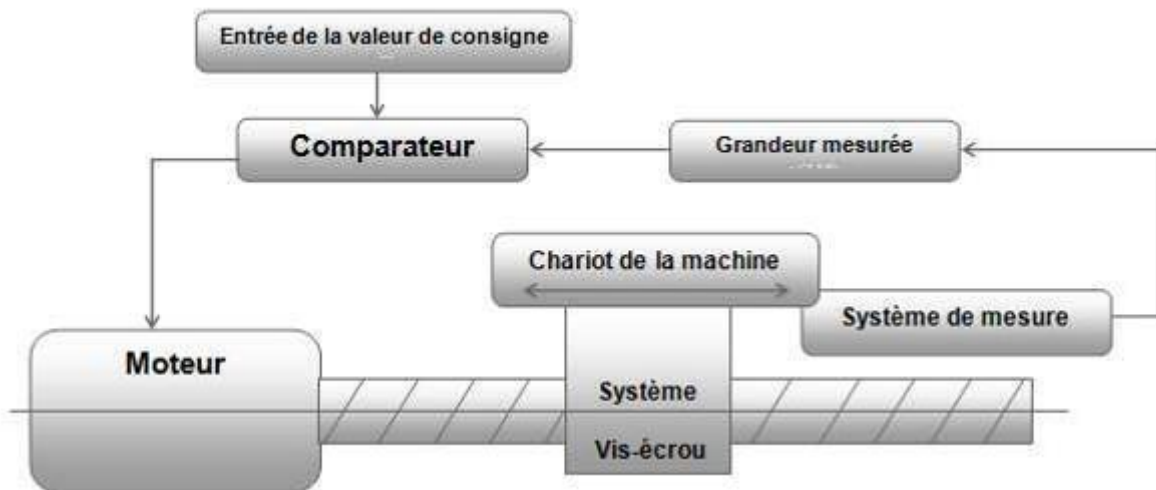 Entrée de la valeur de consigne
Comparateur
Grandeur mesurée
Chariot de la machine
Système de mesure
Moteur
Système
Vis-écrou